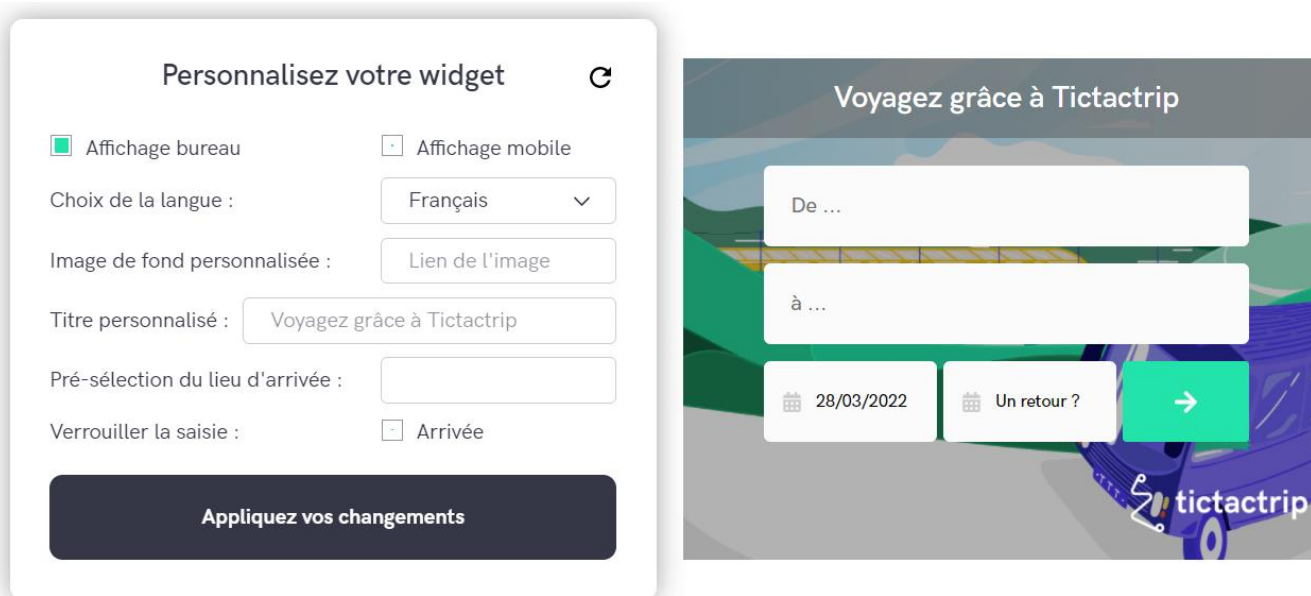 Personnalisez votre widget
Affichage bureau
Affichage mobile
Choix de la langue :
Français
Image de fond personnalisée :
Lien de l'image
Titre personnalisé :
Voyagez grâce à Tictactrip
Pré-sélection du lieu d'arrivée :
Verrouiller la saisie :
Arrivée
Appliquez vos changements
Voyagez grâce à Tictactrip
De ...
à ...
28/03/2022
Un retour ?
tictactrip